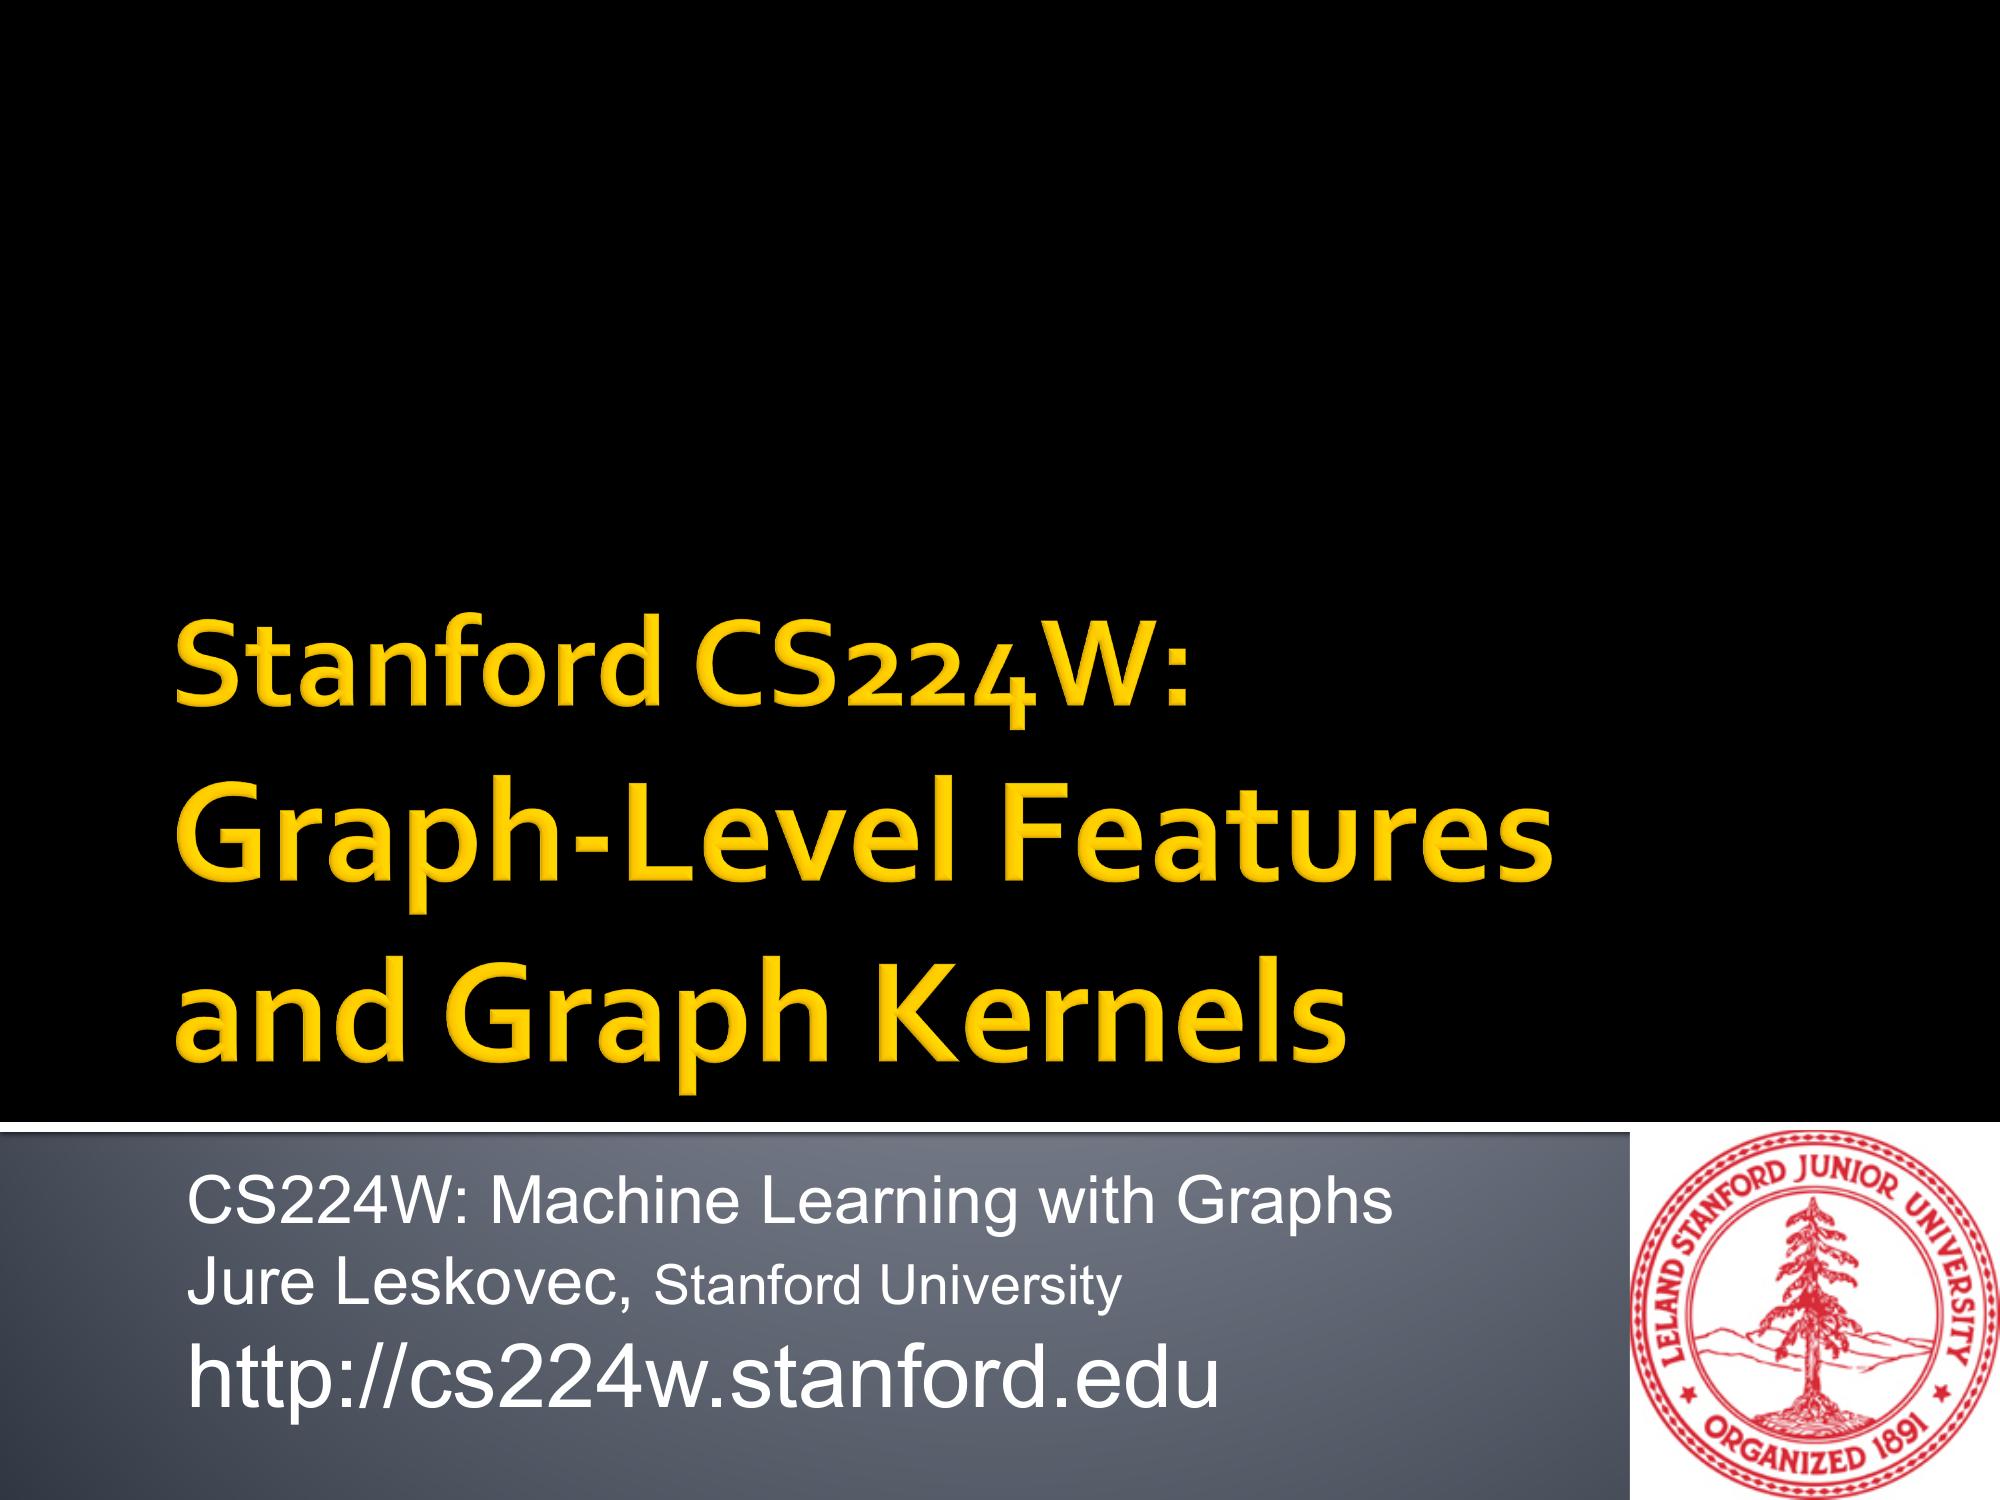 Stanford CS224W:
Graph-Level Features
and Graph Kernels
CS224W: Machine Learning with Graphs
Jure Leskovec, Stanford University
http://cs224w.stanford.edu
LELAND STANFORD JUNIOR UNIVERSITY
ORGANIZED 1891